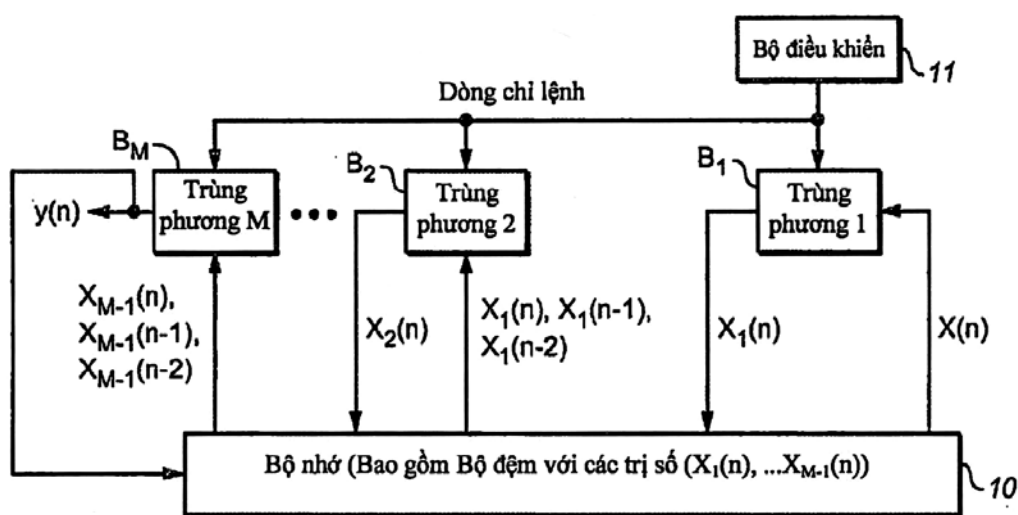 Bộ điều khiển
11
Dòng chỉ lệnh
B_M
B_2
B_1
Trùng
phương M
Trùng
phương 2
Trùng
phương 1
y(n)
X_{M-1}(n),
X_{M-1}(n-1),
X_{M-1}(n-2)
X_2(n)
X_1(n), X_1(n-1),
X_1(n-2)
X_1(n)
X(n)
Bộ nhớ (Bao gồm Bộ đệm với các trị số (X_1(n), ...X_{M-1}(n))
10